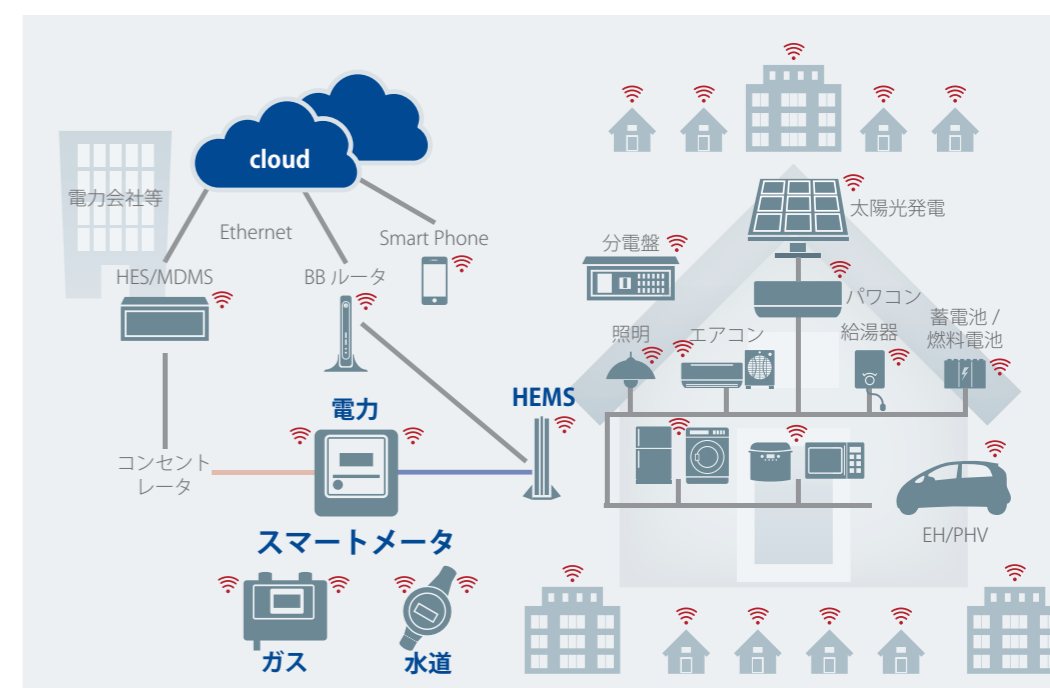 cloud
電力会社等
Ethernet
Smart Phone
HES/MDMS
BB ルータ
分電盤
太陽光発電
パワコン
照明
エアコン
給湯器
蓄電池 /
燃料電池
電力
HEMS
コンセント
レータ
スマートメータ
EH/PHV
ガス
水道